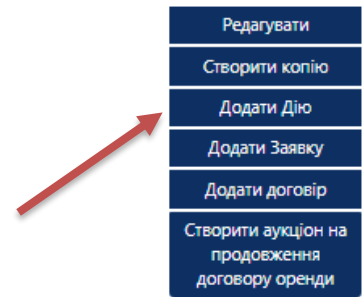 Редагувати
Створити копію
Додати Дію
Додати Заявку
Додати договір
Створити аукціон на
продовження
договору оренди